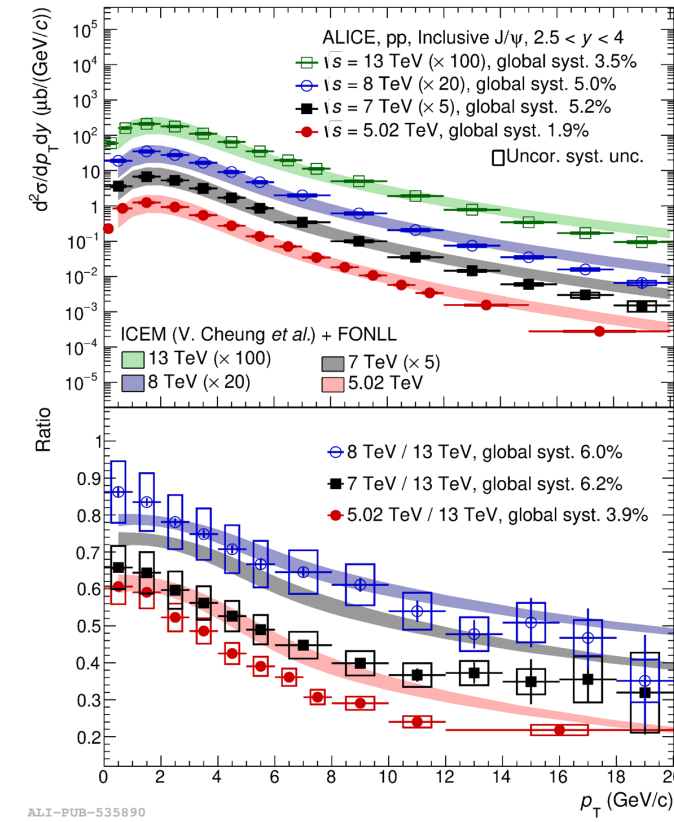 ALICE, pp, Inclusive J/ψ, 2.5 < y < 4
√s = 13 TeV (× 100), global syst. 3.5%
√s = 8 TeV (× 20), global syst. 5.0%
√s = 7 TeV (× 5), global syst. 5.2%
√s = 5.02 TeV, global syst. 1.9%
Uncor. syst. unc.
d²σ/dp_T dy (μb/(GeV/c))
10⁵
10⁴
10³
10²
10
1
10⁻¹
10⁻²
10⁻³
10⁻⁴
10⁻⁵
ICEM (V. Cheung et al.) + FONLL
13 TeV (× 100)
7 TeV (× 5)
8 TeV (× 20)
5.02 TeV
Ratio
8 TeV / 13 TeV, global syst. 6.0%
7 TeV / 13 TeV, global syst. 6.2%
5.02 TeV / 13 TeV, global syst. 3.9%
1
0.9
0.8
0.7
0.6
0.5
0.4
0.3
0.2
0 2 4 6 8 10 12 14 16 18 20
p_T (GeV/c)
ALI-PUB-535890